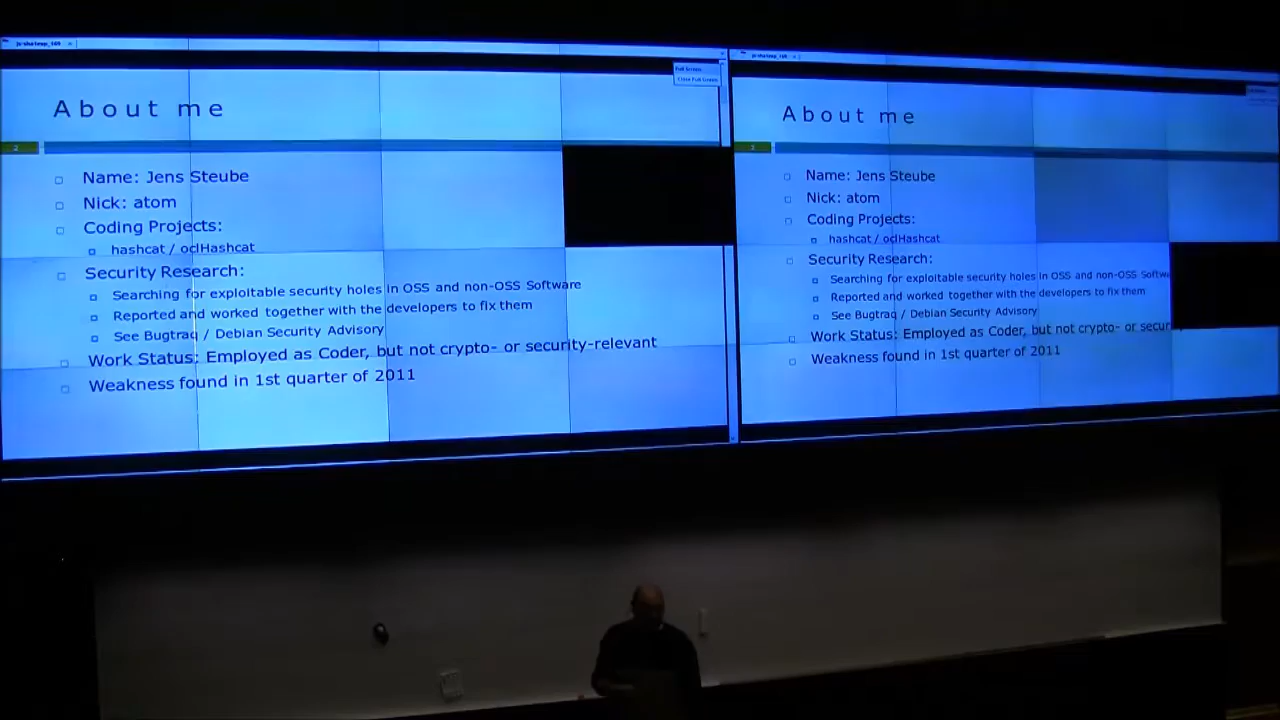 About me
2
Name: Jens Steube
Nick: atom
Coding Projects:
hashcat / oclHashcat
Security Research:
Searching for exploitable security holes in OSS and non-OSS Software
Reported and worked together with the developers to fix them
See Bugtraq / Debian Security Advisory
Work Status: Employed as Coder, but not crypto- or security-relevant
Weakness found in 1st quarter of 2011
Full Screen
Close Full Screen
About me
Name: Jens Steube
Nick: atom
Coding Projects:
hashcat / oclHashcat
Security Research:
Searching for exploitable security holes in OSS and non-OSS Softwa
Reported and worked together with the developers to fix them
See Bugtraq / Debian Security Advisory
Work Status: Employed as Coder, but not crypto- or secur
Weakness found in 1st quarter of 2011